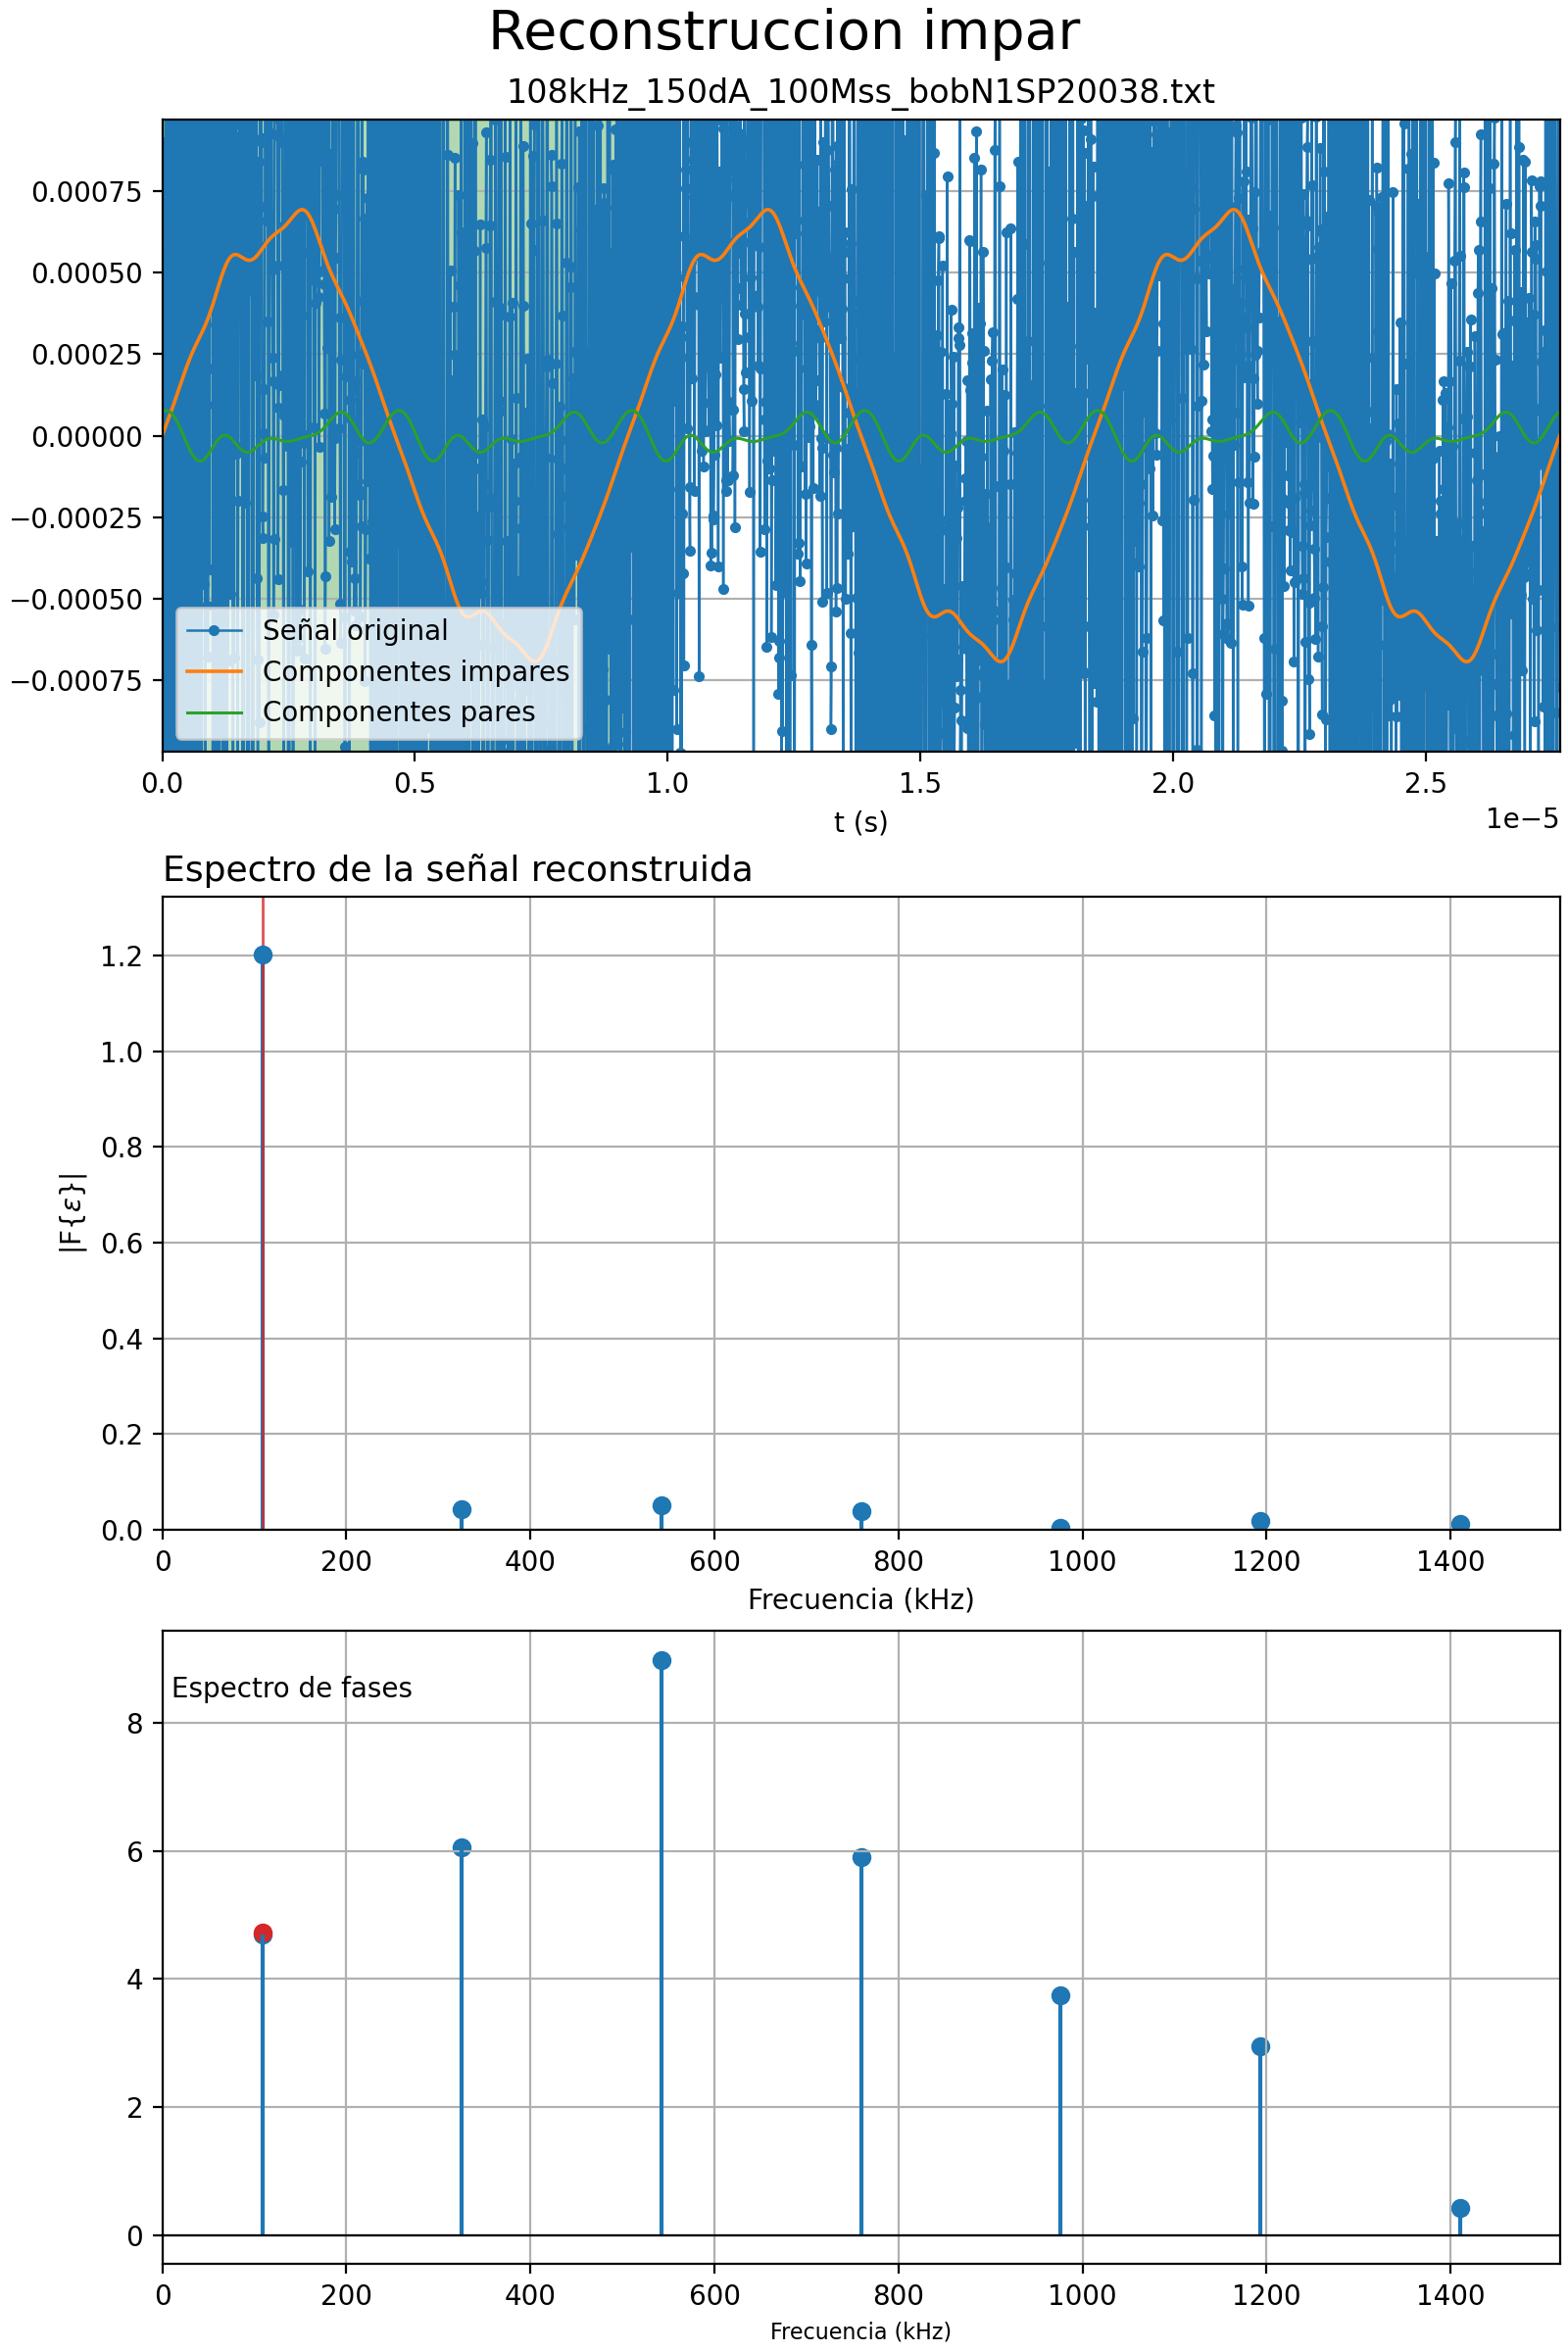 Reconstruccion impar
108kHz_150dA_100Mss_bobN1SP20038.txt
0.00075
0.00050
0.00025
0.00000
−0.00025
−0.00050
−0.00075
Señal original
Componentes impares
Componentes pares
0.0 0.5 1.0 1.5 2.0 2.5
1e−5
t (s)
Espectro de la señal reconstruida
1.2
1.0
0.8
0.6
0.4
0.2
0.0
|F{ε}|
0 200 400 600 800 1000 1200 1400
Frecuencia (kHz)
Espectro de fases
8
6
4
2
0
0 200 400 600 800 1000 1200 1400
Frecuencia (kHz)